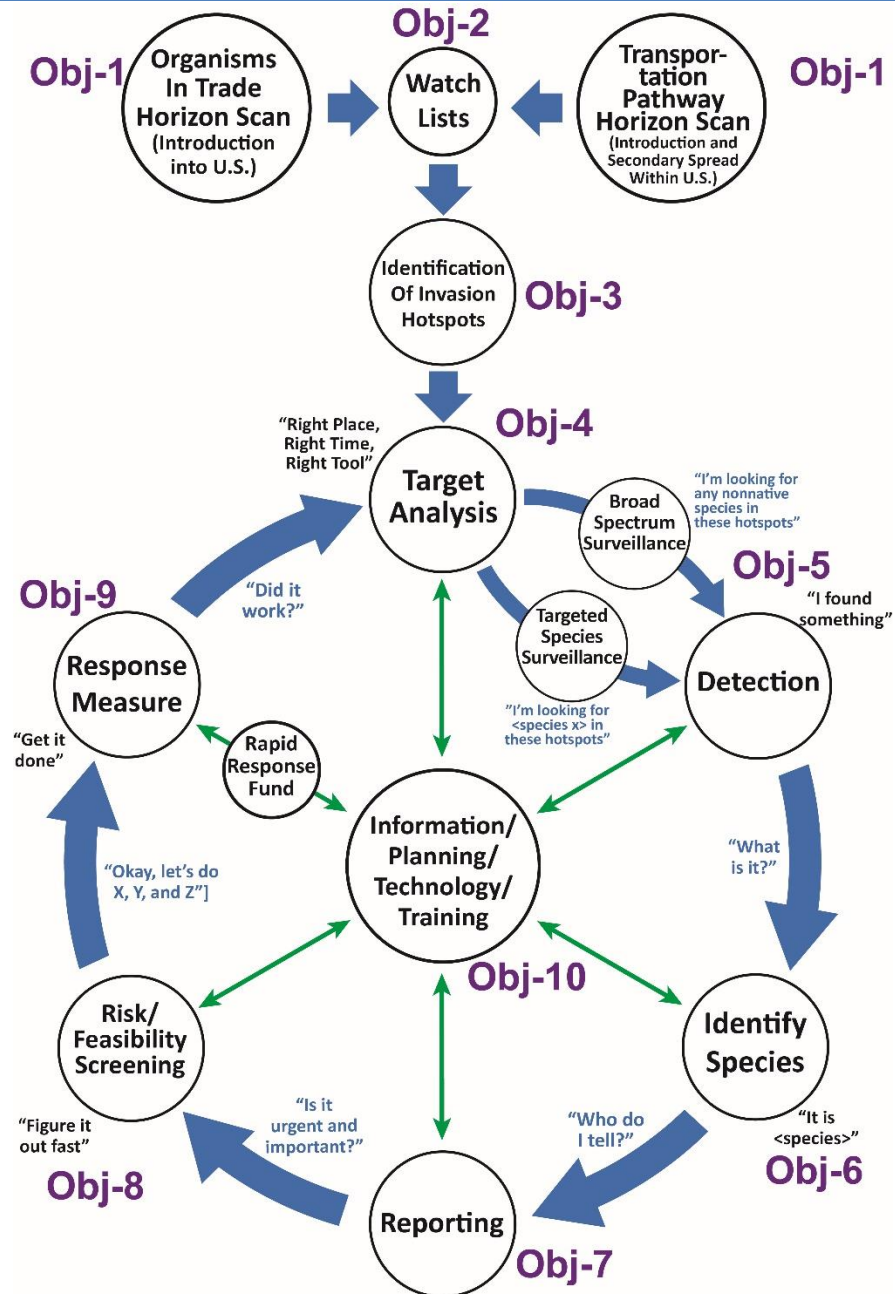 Obj-1
Organisms
In Trade
Horizon Scan
(Introduction
into U.S.)
Obj-2
Watch
Lists
Transpor-
tation
Pathway
Horizon Scan
(Introduction and
Secondary Spread
Within U.S.)
Obj-1
Identification
Of Invasion
Hotspots
Obj-3
“Right Place,
Right Time,
Right Tool”
Obj-4
Target
Analysis
Broad
Spectrum
Surveillance
“I’m looking for
any nonnative
species in
these hotspots”
Targeted
Species
Surveillance
"I’m looking for
<species x> in
these hotspots"
Obj-5
“I found
something”
Detection
“What
is it?”
Identify
Species
“It is
<species>”
Obj-6
“Who do
I tell?”
Reporting
Obj-7
“Is it
urgent and
important?”
Risk/
Feasibility
Screening
“Figure it
out fast”
Obj-8
“Okay, let’s do
X, Y, and Z”]
Obj-9
Response
Measure
“Get it
done”
“Did it
work?”
Rapid
Response
Fund
Information/
Planning/
Technology/
Training
Obj-10